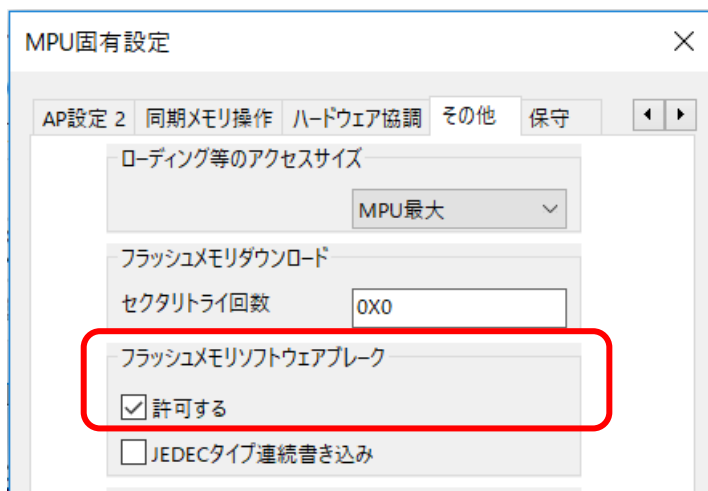 MPU固有設定
AP設定 2 同期メモリ操作 ハードウェア協調 その他 保守
ローディング等のアクセスサイズ
MPU最大
フラッシュメモリダウンロード
セクタリトライ回数 0X0
フラッシュメモリソフトウェアブレーク
許可する
JEDECタイプ連続書き込み